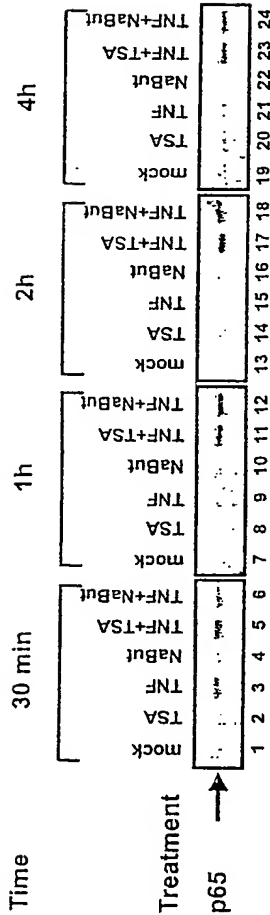 Time 30 min 1h 2h 4h
Treatment mock TSA TNF NaBut TNF+TSA TNF+NaBut mock TSA TNF NaBut TNF+TSA TNF+NaBut mock TSA TNF NaBut TNF+TSA TNF+NaBut mock TSA TNF NaBut TNF+TSA TNF+NaBut
p65
1 2 3 4 5 6 7 8 9 10 11 12 13 14 15 16 17 18 19 20 21 22 23 24